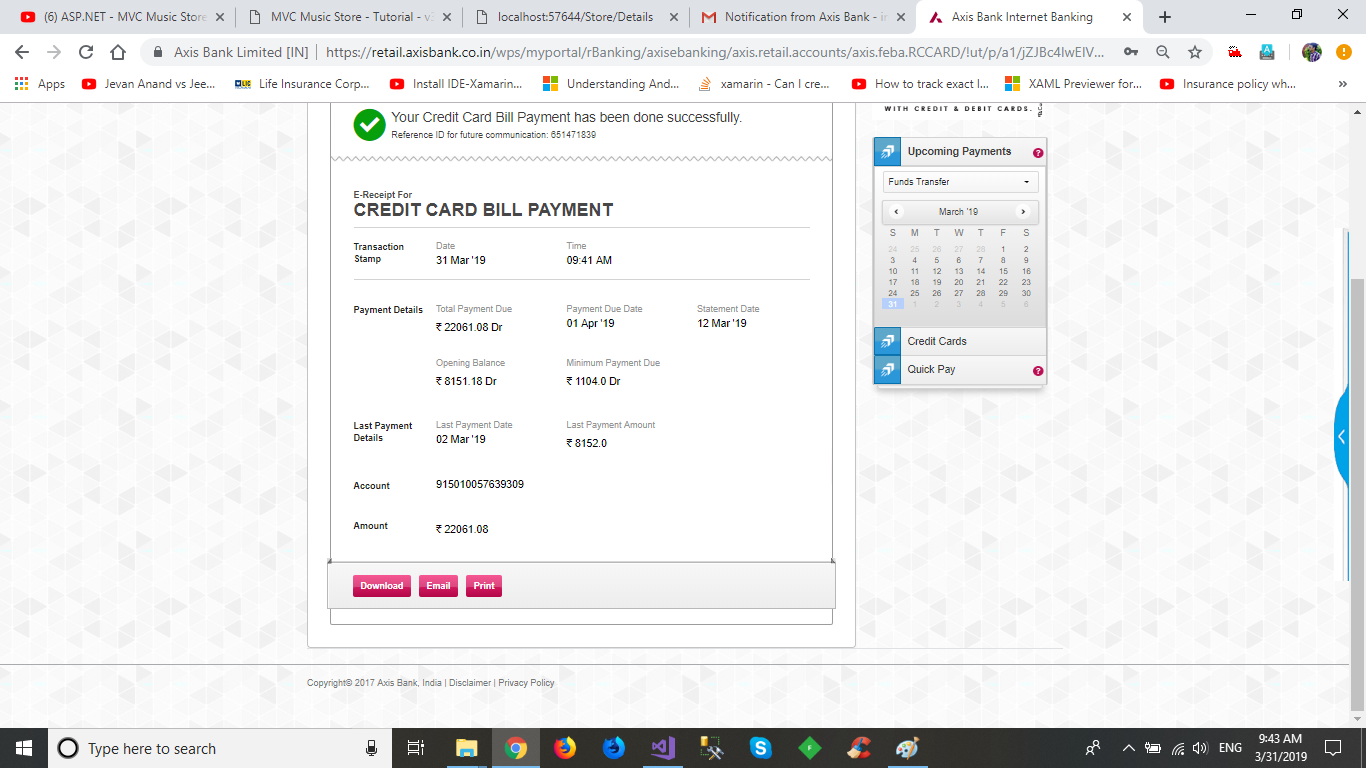 (6) ASP.NET - MVC Music Store
MVC Music Store - Tutorial - v
localhost:57644/Store/Details
Notification from Axis Bank - in
Axis Bank Internet Banking
Axis Bank Limited [IN] | https://retail.axisbank.co.in/wps/myportal/rBanking/axisebanking/axis.retail.accounts/axis.feba.RCCARD/!ut/p/a1/jZJBc4IwEIV...
Apps
Jevan Anand vs Jee...
LIC Life Insurance Corp...
Install IDE-Xamarin...
Understanding And...
xamarin - Can I cre...
How to track exact l...
XAML Previewer for...
Insurance policy wh...
»
WITH CREDIT & DEBIT CARDS.
Your Credit Card Bill Payment has been done successfully.
Reference ID for future communication: 651471839
E-Receipt For
CREDIT CARD BILL PAYMENT
Transaction Stamp
Date
Time
31 Mar '19
09:41 AM
Payment Details
Total Payment Due
Payment Due Date
Statement Date
₹ 22061.08 Dr
01 Apr '19
12 Mar '19
Opening Balance
Minimum Payment Due
₹ 8151.18 Dr
₹ 1104.0 Dr
Last Payment Details
Last Payment Date
Last Payment Amount
02 Mar '19
₹ 8152.0
Account
915010057639309
Amount
₹ 22061.08
Download
Email
Print
Upcoming Payments ?
Funds Transfer
March '19
S M T W T F S
24 25 26 27 28 1 2
3 4 5 6 7 8 9
10 11 12 13 14 15 16
17 18 19 20 21 22 23
24 25 26 27 28 29 30
31 1 2 3 4 5 6
Credit Cards
Quick Pay ?
Copyright© 2017 Axis Bank, India | Disclaimer | Privacy Policy
Type here to search
ENG
9:43 AM
3/31/2019